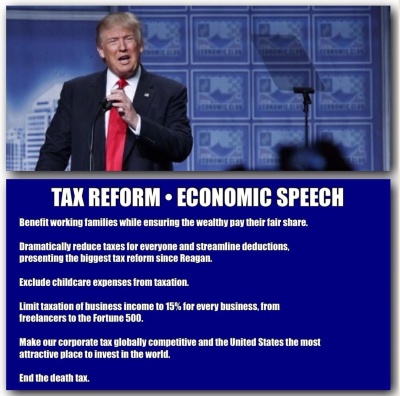 ECONOMIC CLUB
TAX REFORM • ECONOMIC SPEECH
Benefit working families while ensuring the wealthy pay their fair share.
Dramatically reduce taxes for everyone and streamline deductions,
presenting the biggest tax reform since Reagan.
Exclude childcare expenses from taxation.
Limit taxation of business income to 15% for every business, from
freelancers to the Fortune 500.
Make our corporate tax globally competitive and the United States the most
attractive place to invest in the world.
End the death tax.